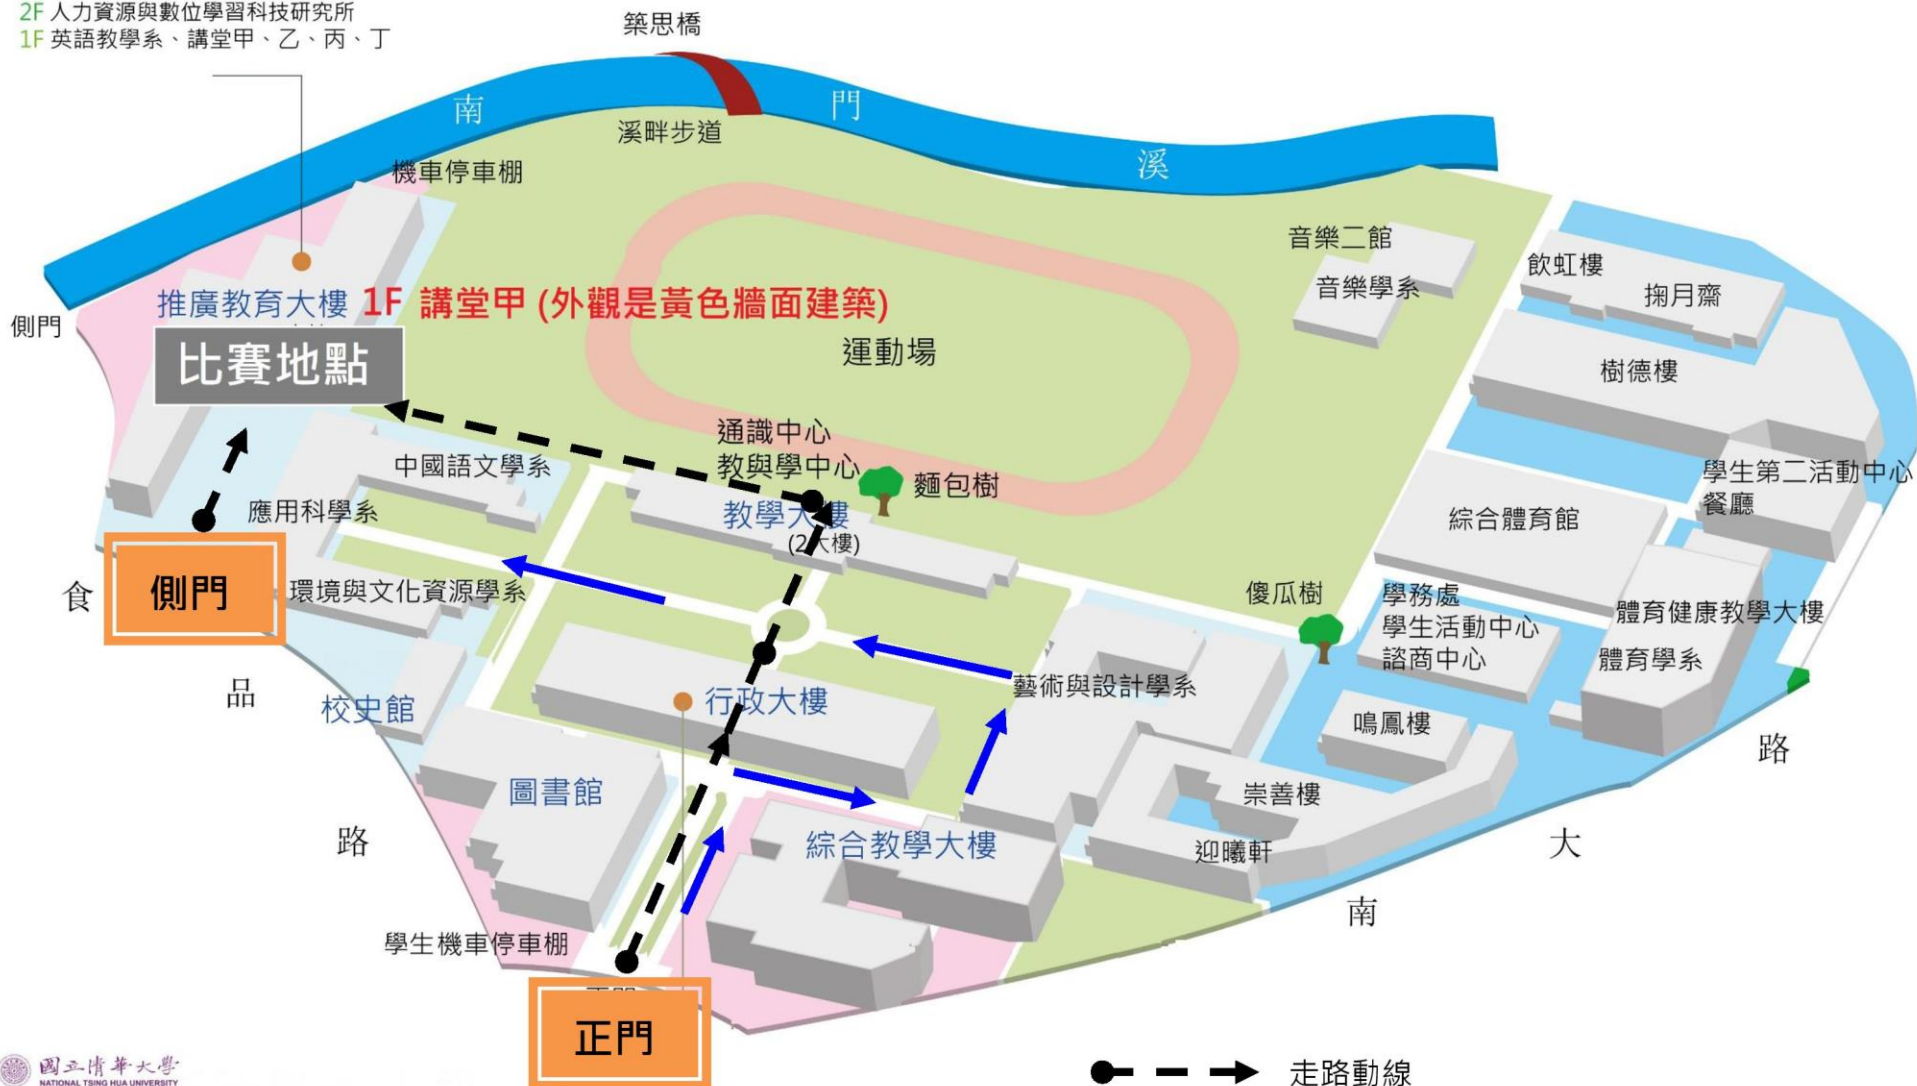 2F 人力資源與數位學習科技研究所
1F 英語教學系、講堂甲、乙、丙、丁
築思橋
南
門
溪
溪畔步道
機車停車棚
音樂二館
音樂學系
飲虹樓
掬月齋
推廣教育大樓 1F 講堂甲 (外觀是黃色牆面建築)
側門
比賽地點
運動場
樹德樓
通識中心
教與學中心
麵包樹
中國語文學系
學生第二活動中心
餐廳
應用科學系
教學大樓
綜合體育館
側門
食
環境與文化資源學系
傻瓜樹
學務處
學生活動中心
諮商中心
體育健康教學大樓
體育學系
品
校史館
行政大樓
藝術與設計學系
鳴鳳樓
路
圖書館
崇善樓
路
綜合教學大樓
迎曦軒
大
南
學生機車停車棚
正門
國立清華大學
NATIONAL TSING HUA UNIVERSITY
走路動線